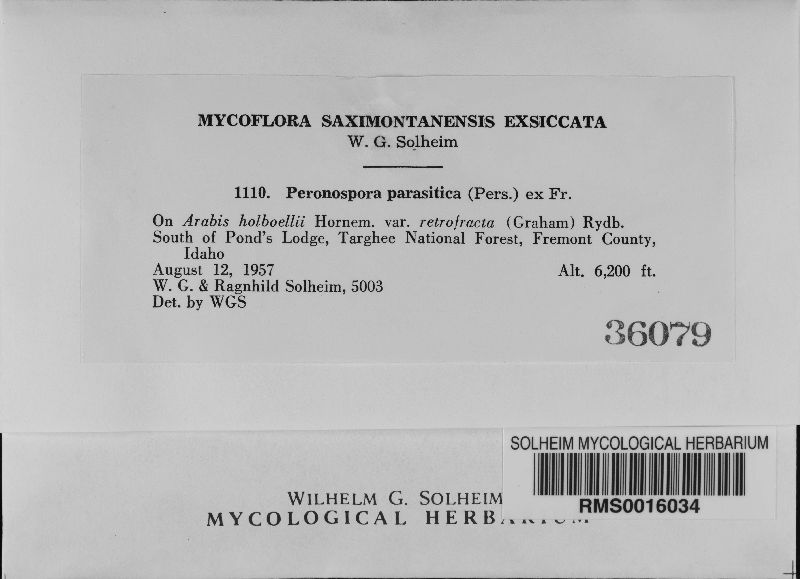 MYCOFLORA SAXIMONTANENSIS EXSICCATA
W. G. Solheim
1110. Peronospora parasitica (Pers.) ex Fr.
On Arabis holboellii Hornem. var. retrofracta (Graham) Rydb.
South of Pond's Lodge, Targhee National Forest, Fremont County,
Idaho
August 12, 1957 Alt. 6,200 ft.
W. G. & Ragnhild Solheim, 5003
Det. by WGS
36079
SOLHEIM MYCOLOGICAL HERBARIUM
RMS0016034
WILHELM G. SOLHEIM
MYCOLOGICAL HERBARIUM